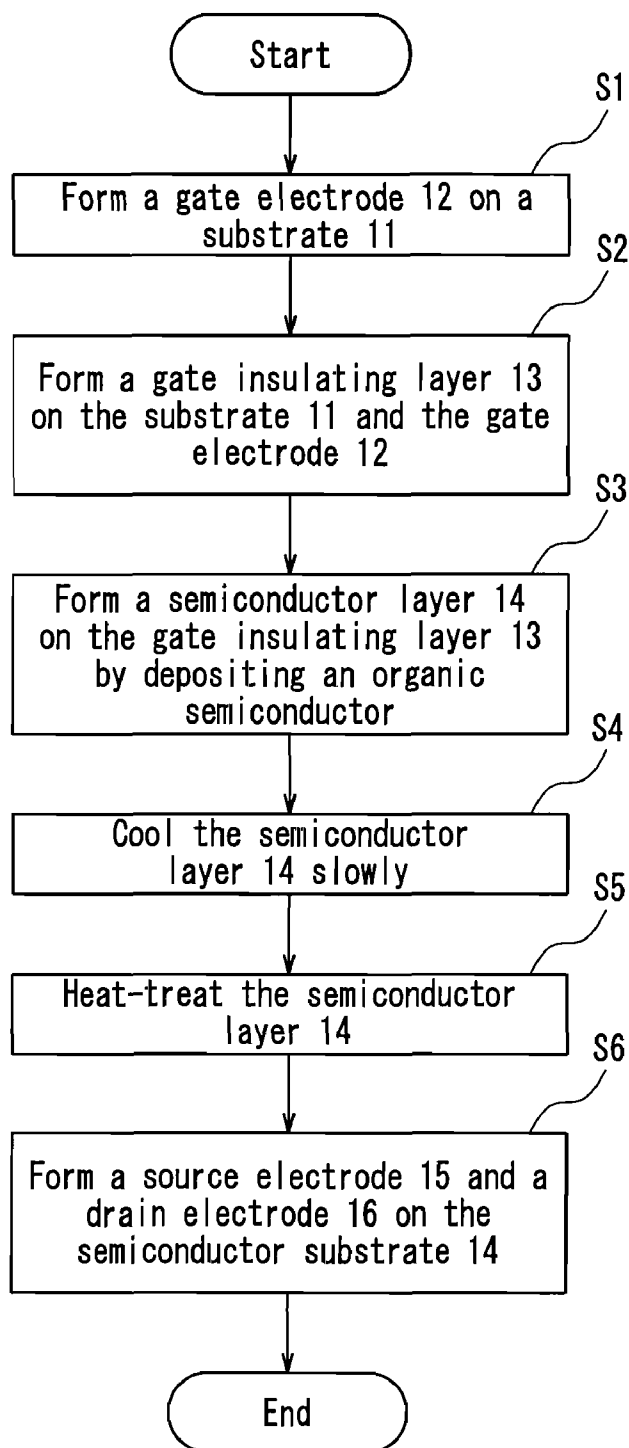 Start
S1
Form a gate electrode 12 on a
substrate 11
S2
Form a gate insulating layer 13
on the substrate 11 and the gate
electrode 12
S3
Form a semiconductor layer 14
on the gate insulating layer 13
by depositing an organic
semiconductor
S4
Cool the semiconductor
layer 14 slowly
S5
Heat-treat the semiconductor
layer 14
S6
Form a source electrode 15 and a
drain electrode 16 on the
semiconductor substrate 14
End